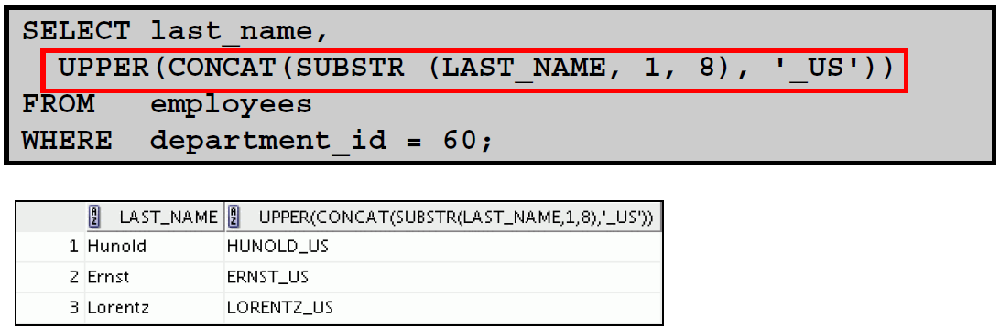 SELECT last_name,
UPPER(CONCAT(SUBSTR (LAST_NAME, 1, 8), '_US'))
FROM employees
WHERE department_id = 60;
LAST_NAME UPPER(CONCAT(SUBSTR(LAST_NAME,1,8),'_US'))
1 Hunold HUNOLD_US
2 Ernst ERNST_US
3 Lorentz LORENTZ_US